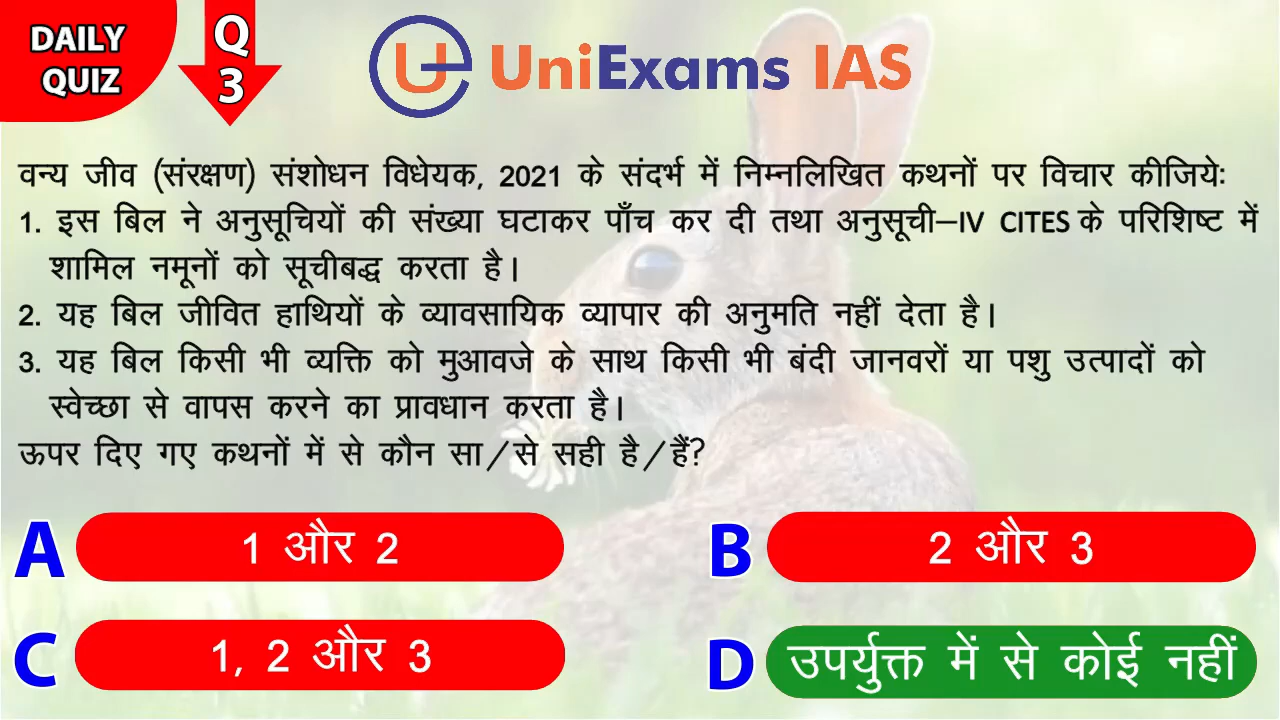 DAILY
QUIZ
Q
3
UniExams IAS
वन्य जीव (संरक्षण) संशोधन विधेयक, 2021 के संदर्भ में निम्नलिखित कथनों पर विचार कीजियेः
1. इस बिल ने अनुसूचियों की संख्या घटाकर पाँच कर दी तथा अनुसूची–IV CITES के परिशिष्ट में
शामिल नमूनों को सूचीबद्ध करता है।
2. यह बिल जीवित हाथियों के व्यावसायिक व्यापार की अनुमति नहीं देता है।
3. यह बिल किसी भी व्यक्ति को मुआवजे के साथ किसी भी बंदी जानवरों या पशु उत्पादों को
स्वेच्छा से वापस करने का प्रावधान करता है।
ऊपर दिए गए कथनों में से कौन सा/से सही है/हैं?
A 1 और 2
B 2 और 3
C 1, 2 और 3
D उपर्युक्त में से कोई नहीं